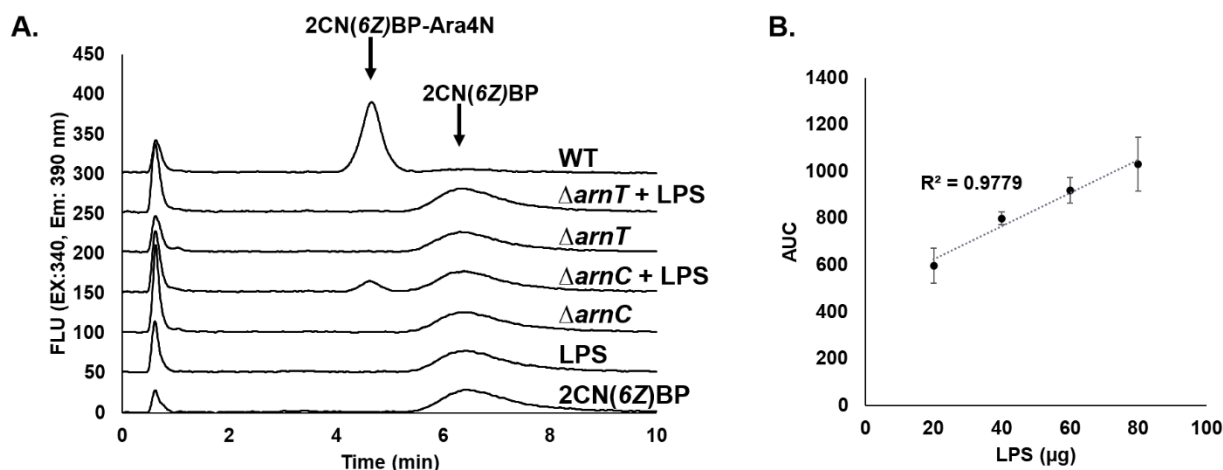 A.
2CN(6Z)BP-Ara4N
2CN(6Z)BP
450
400
350
300
250
200
150
100
50
0
FLU (EX:340, Em: 390 nm)
WT
ΔarnT + LPS
ΔarnT
ΔarnC + LPS
ΔarnC
LPS
2CN(6Z)BP
0 2 4 6 8 10
Time (min)
B.
1400
1200
1000
800
600
400
200
0
AUC
R² = 0.9779
0 20 40 60 80 100
LPS (µg)